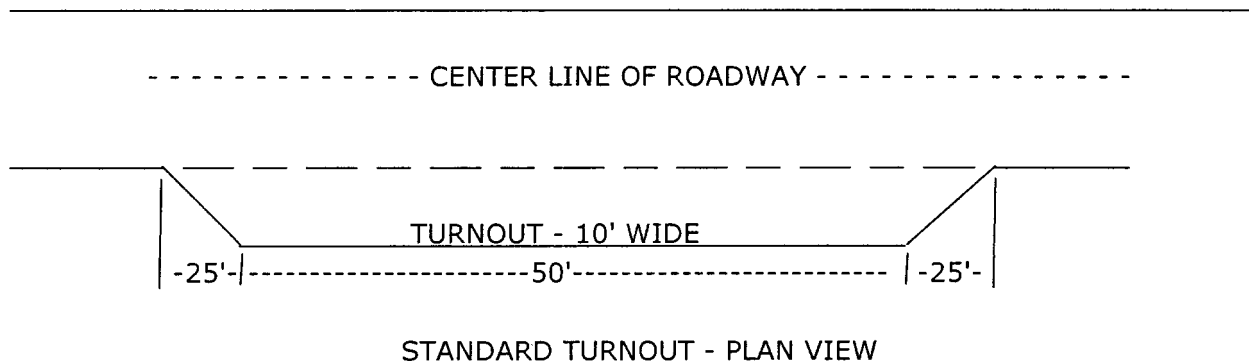 - - - - - - - - - - - - - CENTER LINE OF ROADWAY - - - - - - - - - - - - - - -
TURNOUT - 10' WIDE
-25'-|-----------------------50'--------------------------- | -25'-
STANDARD TURNOUT - PLAN VIEW